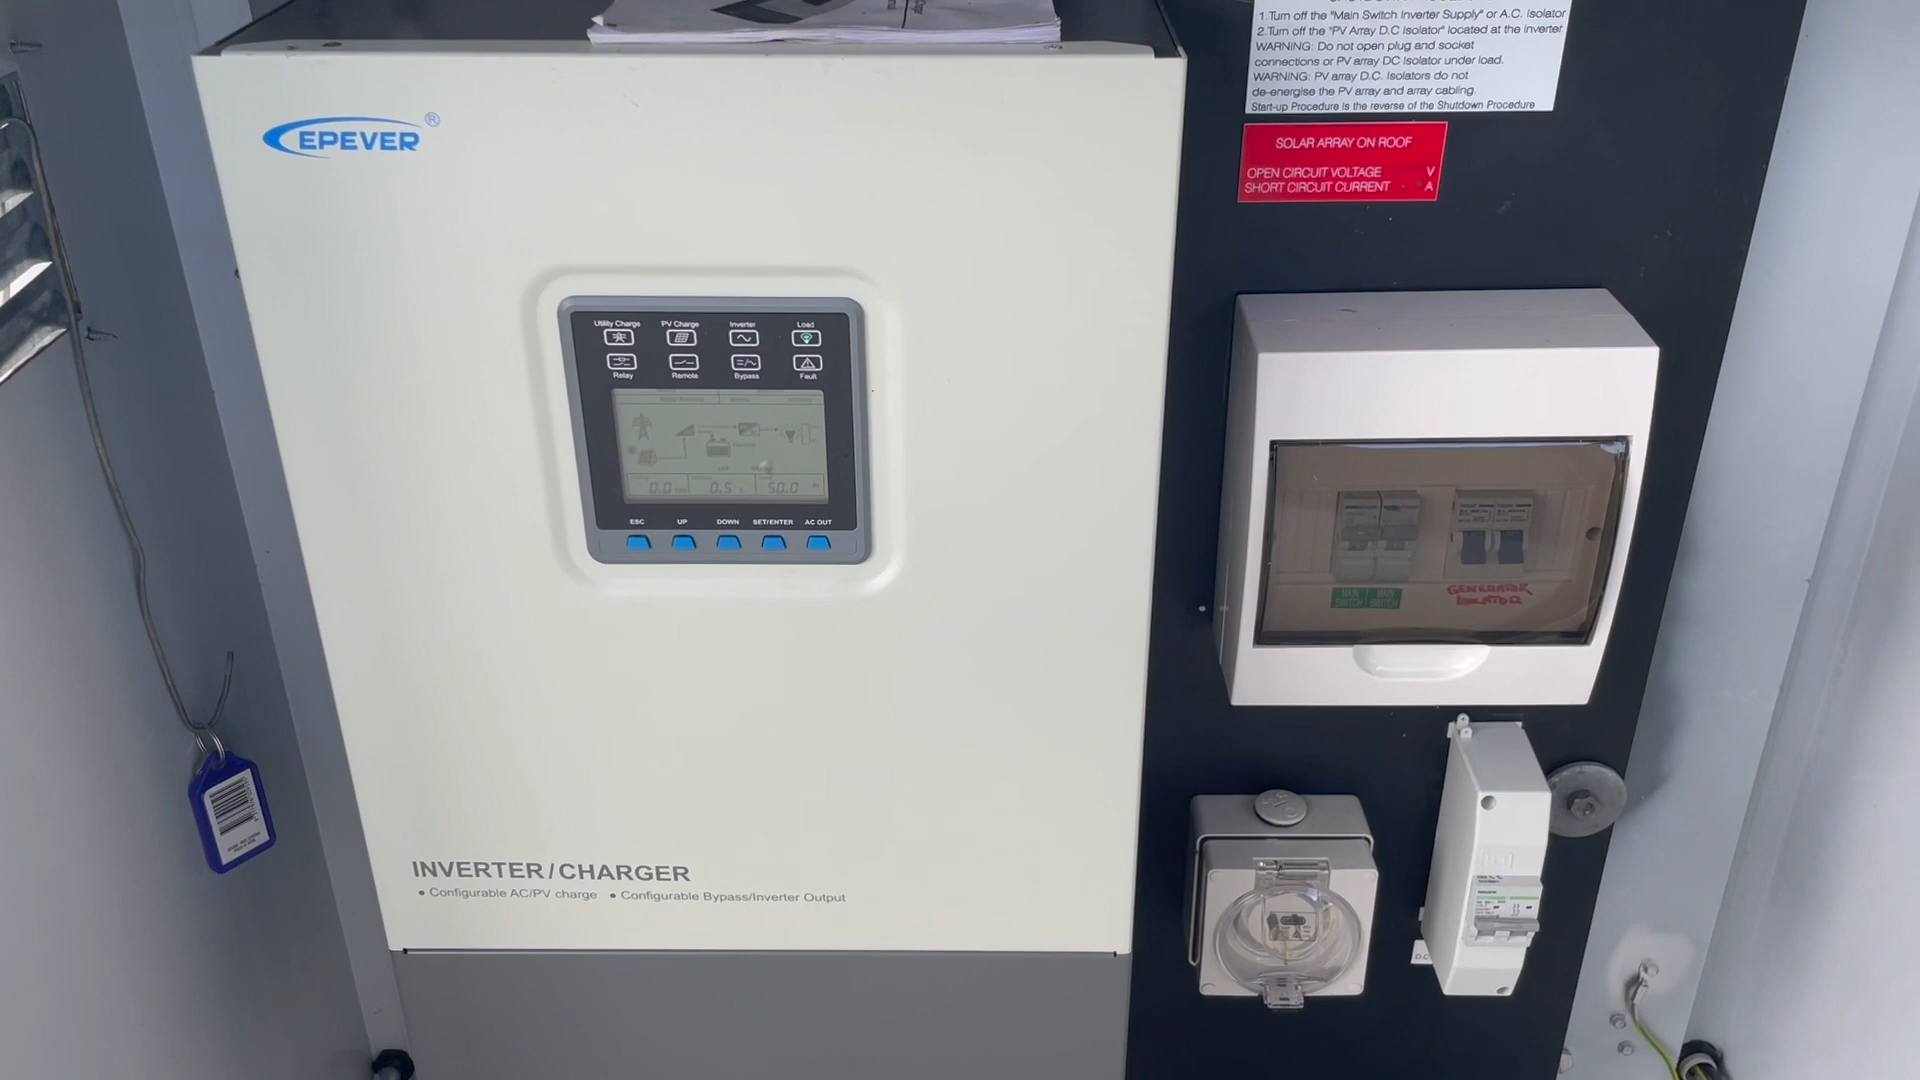 1. Turn off the "Main Switch Inverter Supply" or A.C. Isolator
2. Turn off the "PV Array D.C Isolator" located at the inverter
WARNING: Do not open plug and socket
connections or PV array DC Isolator under load.
WARNING: PV array D.C. Isolators do not
de-energise the PV array and array cabling.
Start-up Procedure is the reverse of the Shutdown Procedure
SOLAR ARRAY ON ROOF
OPEN CIRCUIT VOLTAGE V
SHORT CIRCUIT CURRENT A
EPEVER®
Utility Charge PV Charge Inverter Load
Relay Remote Bypass Fault
0.0 0.5 50.0
ESC UP DOWN SET/ENTER AC OUT
MAIN SWITCH
MAIN SWITCH
GENERATOR
ISOLATOR
INVERTER/CHARGER
• Configurable AC/PV charge • Configurable Bypass/Inverter Output
D.C